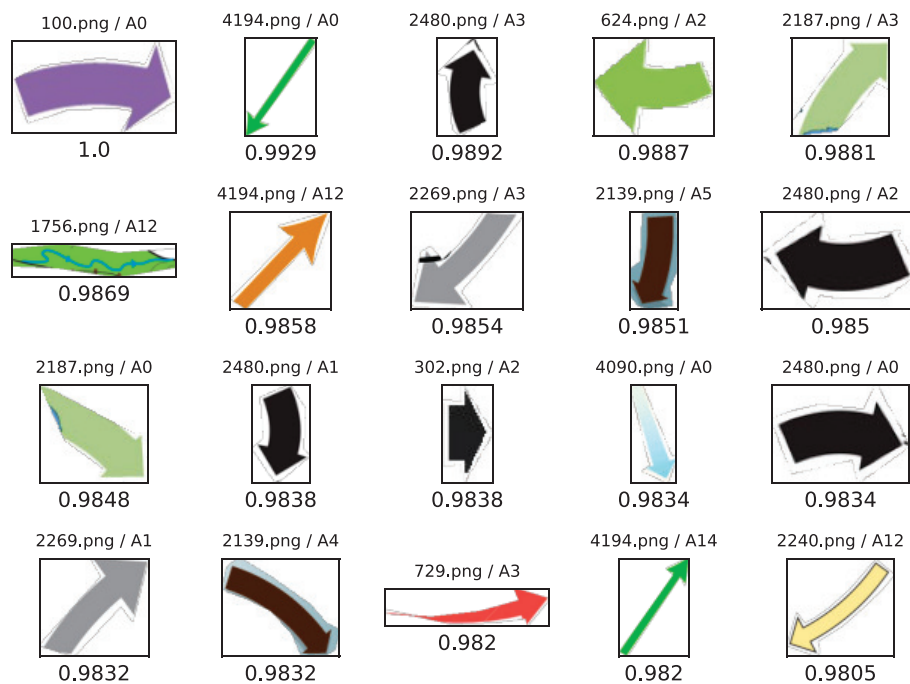 100.png / A0
4194.png / A0
2480.png / A3
624.png / A2
2187.png / A3
1.0
0.9929
0.9892
0.9887
0.9881
1756.png / A12
4194.png / A12
2269.png / A3
2139.png / A5
2480.png / A2
0.9869
0.9858
0.9854
0.9851
0.985
2187.png / A0
2480.png / A1
302.png / A2
4090.png / A0
2480.png / A0
0.9848
0.9838
0.9838
0.9834
0.9834
2269.png / A1
2139.png / A4
729.png / A3
4194.png / A14
2240.png / A12
0.9832
0.9832
0.982
0.982
0.9805